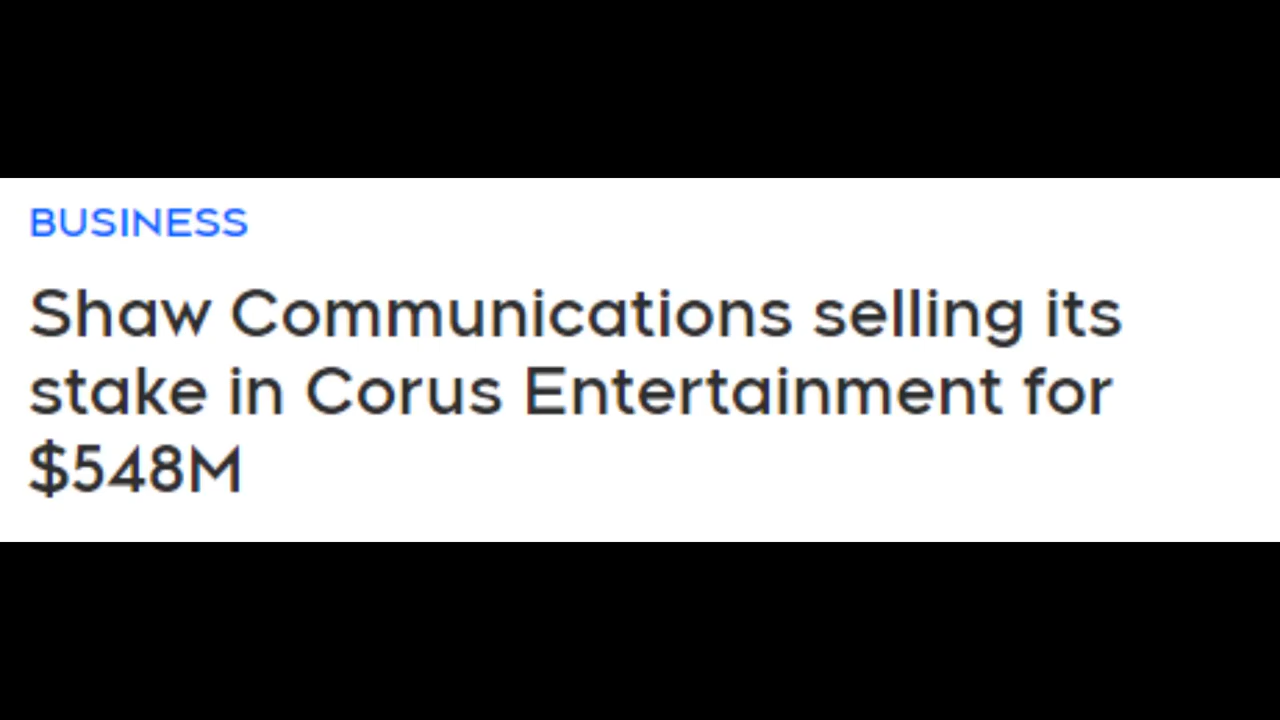 BUSINESS
Shaw Communications selling its
stake in Corus Entertainment for
$548M